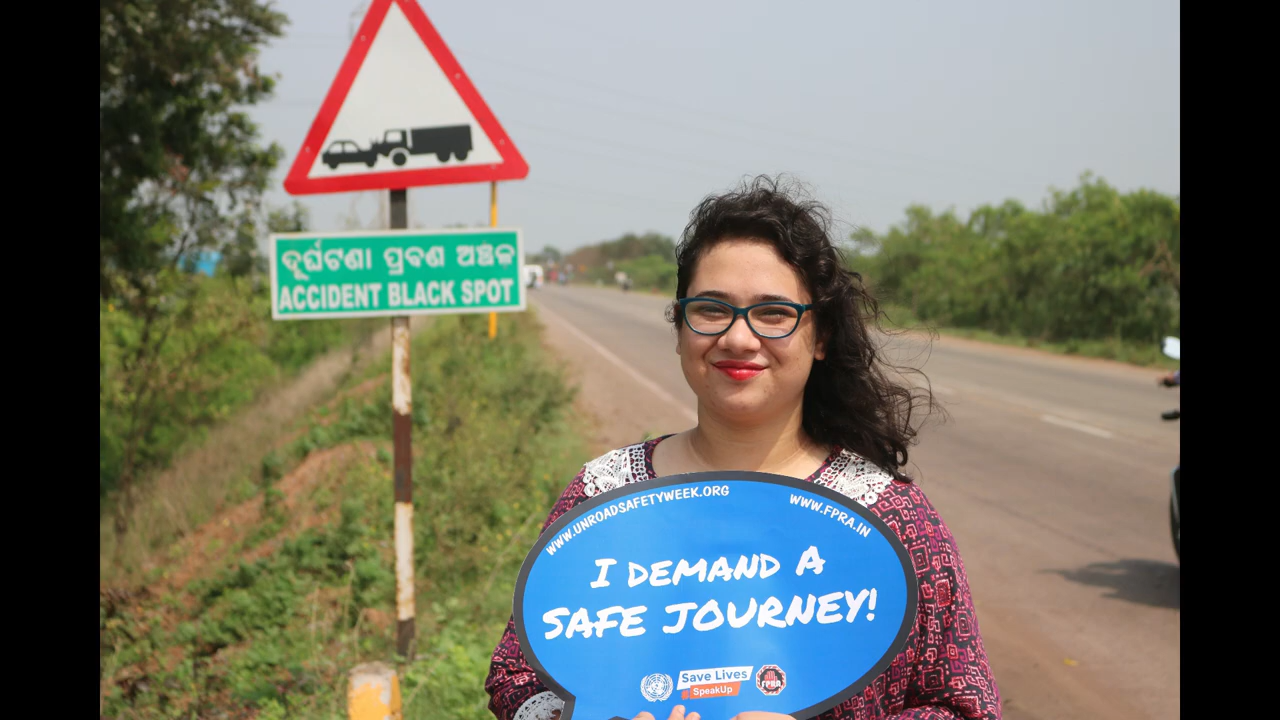 ଦୁର୍ଘଟଣା ପ୍ରବଣ ଅଞ୍ଚଳ
ACCIDENT BLACK SPOT
WWW.UNROADSAFETYWEEK.ORG
WWW.FPRA.IN
I DEMAND A
SAFE JOURNEY!
Save Lives
#SpeakUp
FPRA